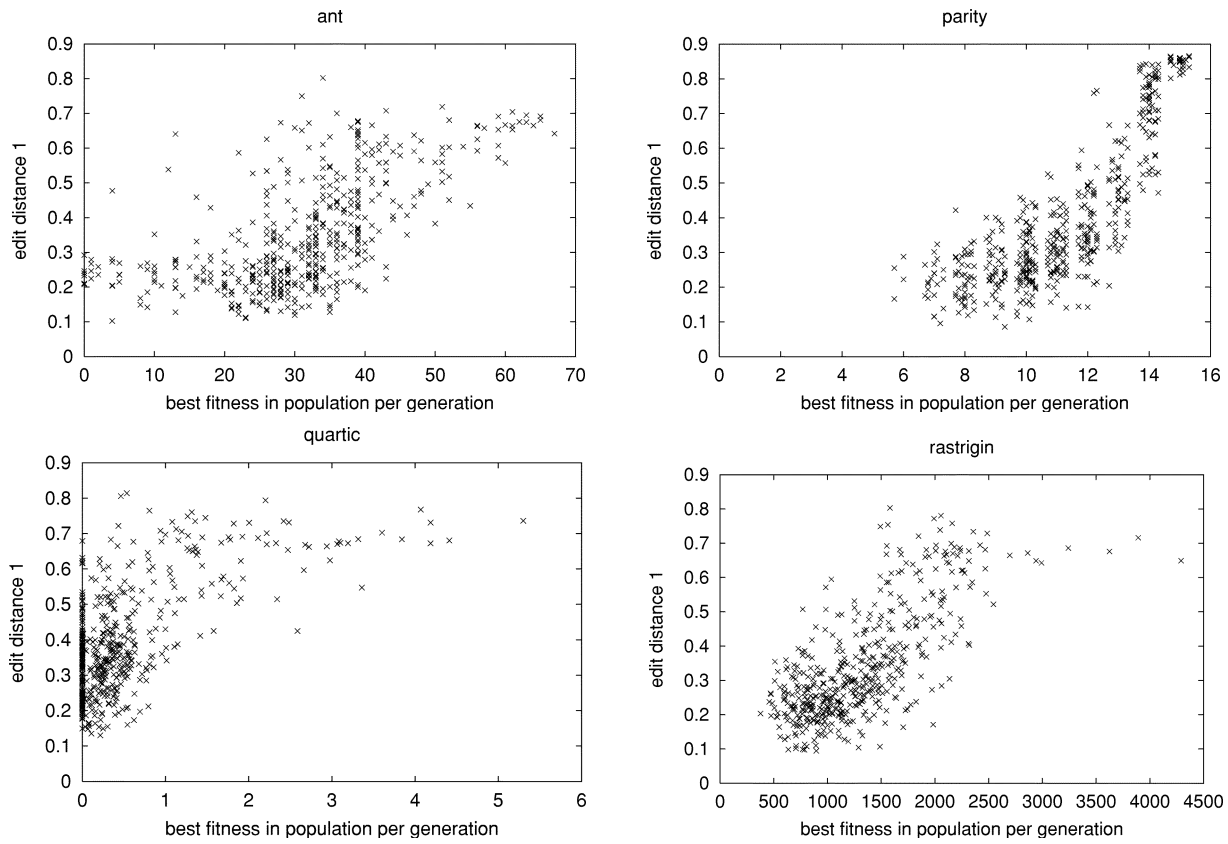 ant
0.9
0.8
0.7
0.6
0.5
0.4
0.3
0.2
0.1
0
edit distance 1
0 10 20 30 40 50 60 70
best fitness in population per generation
parity
0.9
0.8
0.7
0.6
0.5
0.4
0.3
0.2
0.1
0
edit distance 1
2 4 6 8 10 12 14 16
best fitness in population per generation
quartic
0.9
0.8
0.7
0.6
0.5
0.4
0.3
0.2
0.1
0
edit distance 1
0 1 2 3 4 5 6
best fitness in population per generation
rastrigin
0.9
0.8
0.7
0.6
0.5
0.4
0.3
0.2
0.1
0
edit distance 1
0 500 1000 1500 2000 2500 3000 3500 4000 4500
best fitness in population per generation